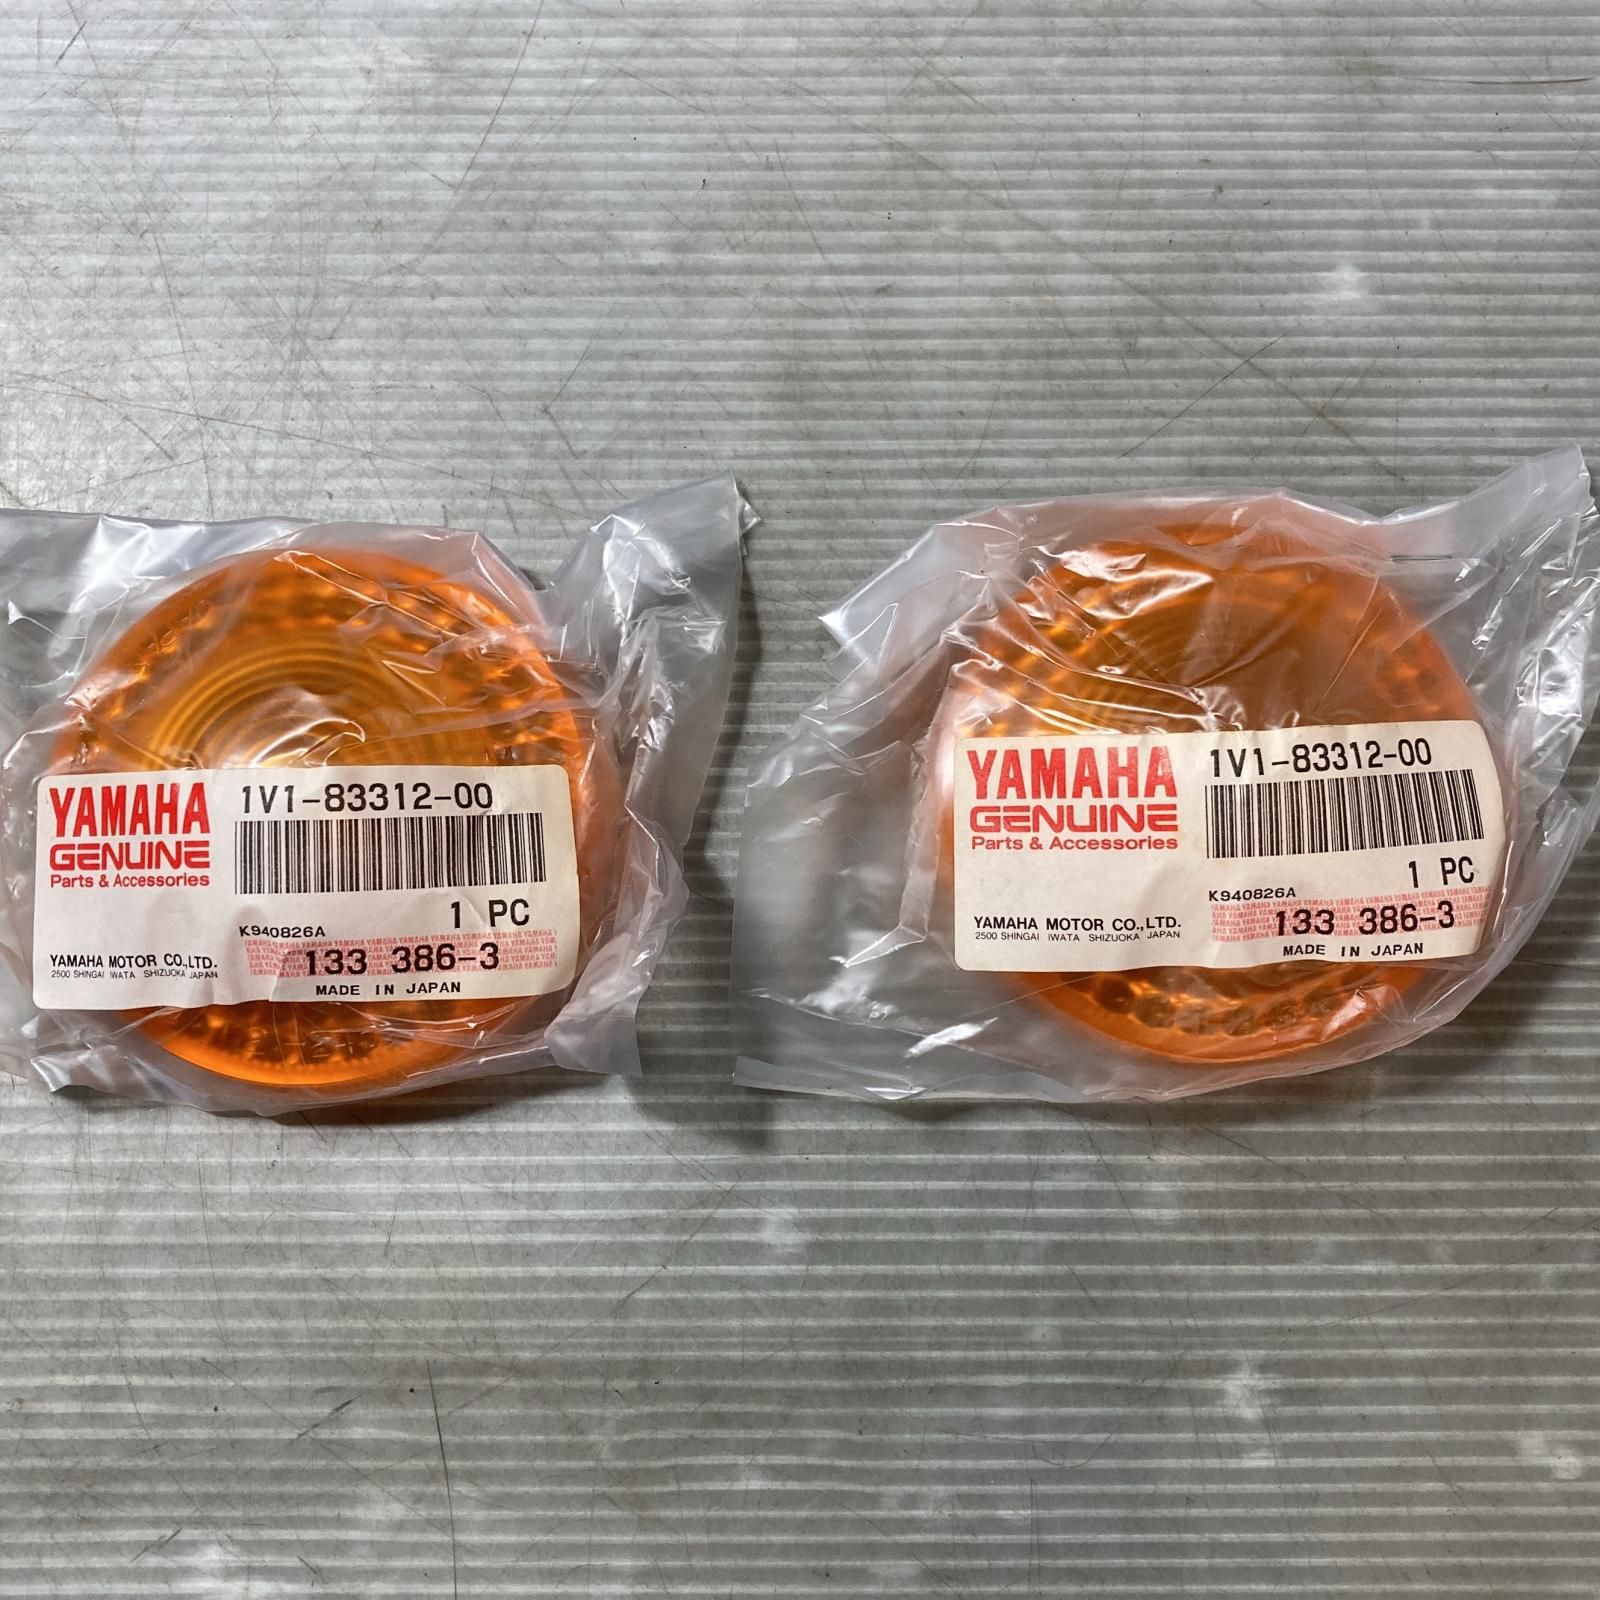 YAMAHA
GENUINE
Parts & Accessories
1V1-83312-00
1 PC
K940826A
YAMAHA MOTOR CO.,LTD.
2500 SHINGAI IWATA SHIZUOKA JAPAN
133 386-3
MADE IN JAPAN
YAMAHA
GENUINE
Parts & Accessories
1V1-83312-00
1 PC
K940826A
YAMAHA MOTOR CO.,LTD.
2500 SHINGAI IWATA SHIZUOKA JAPAN
133 386-3
MADE IN JAPAN